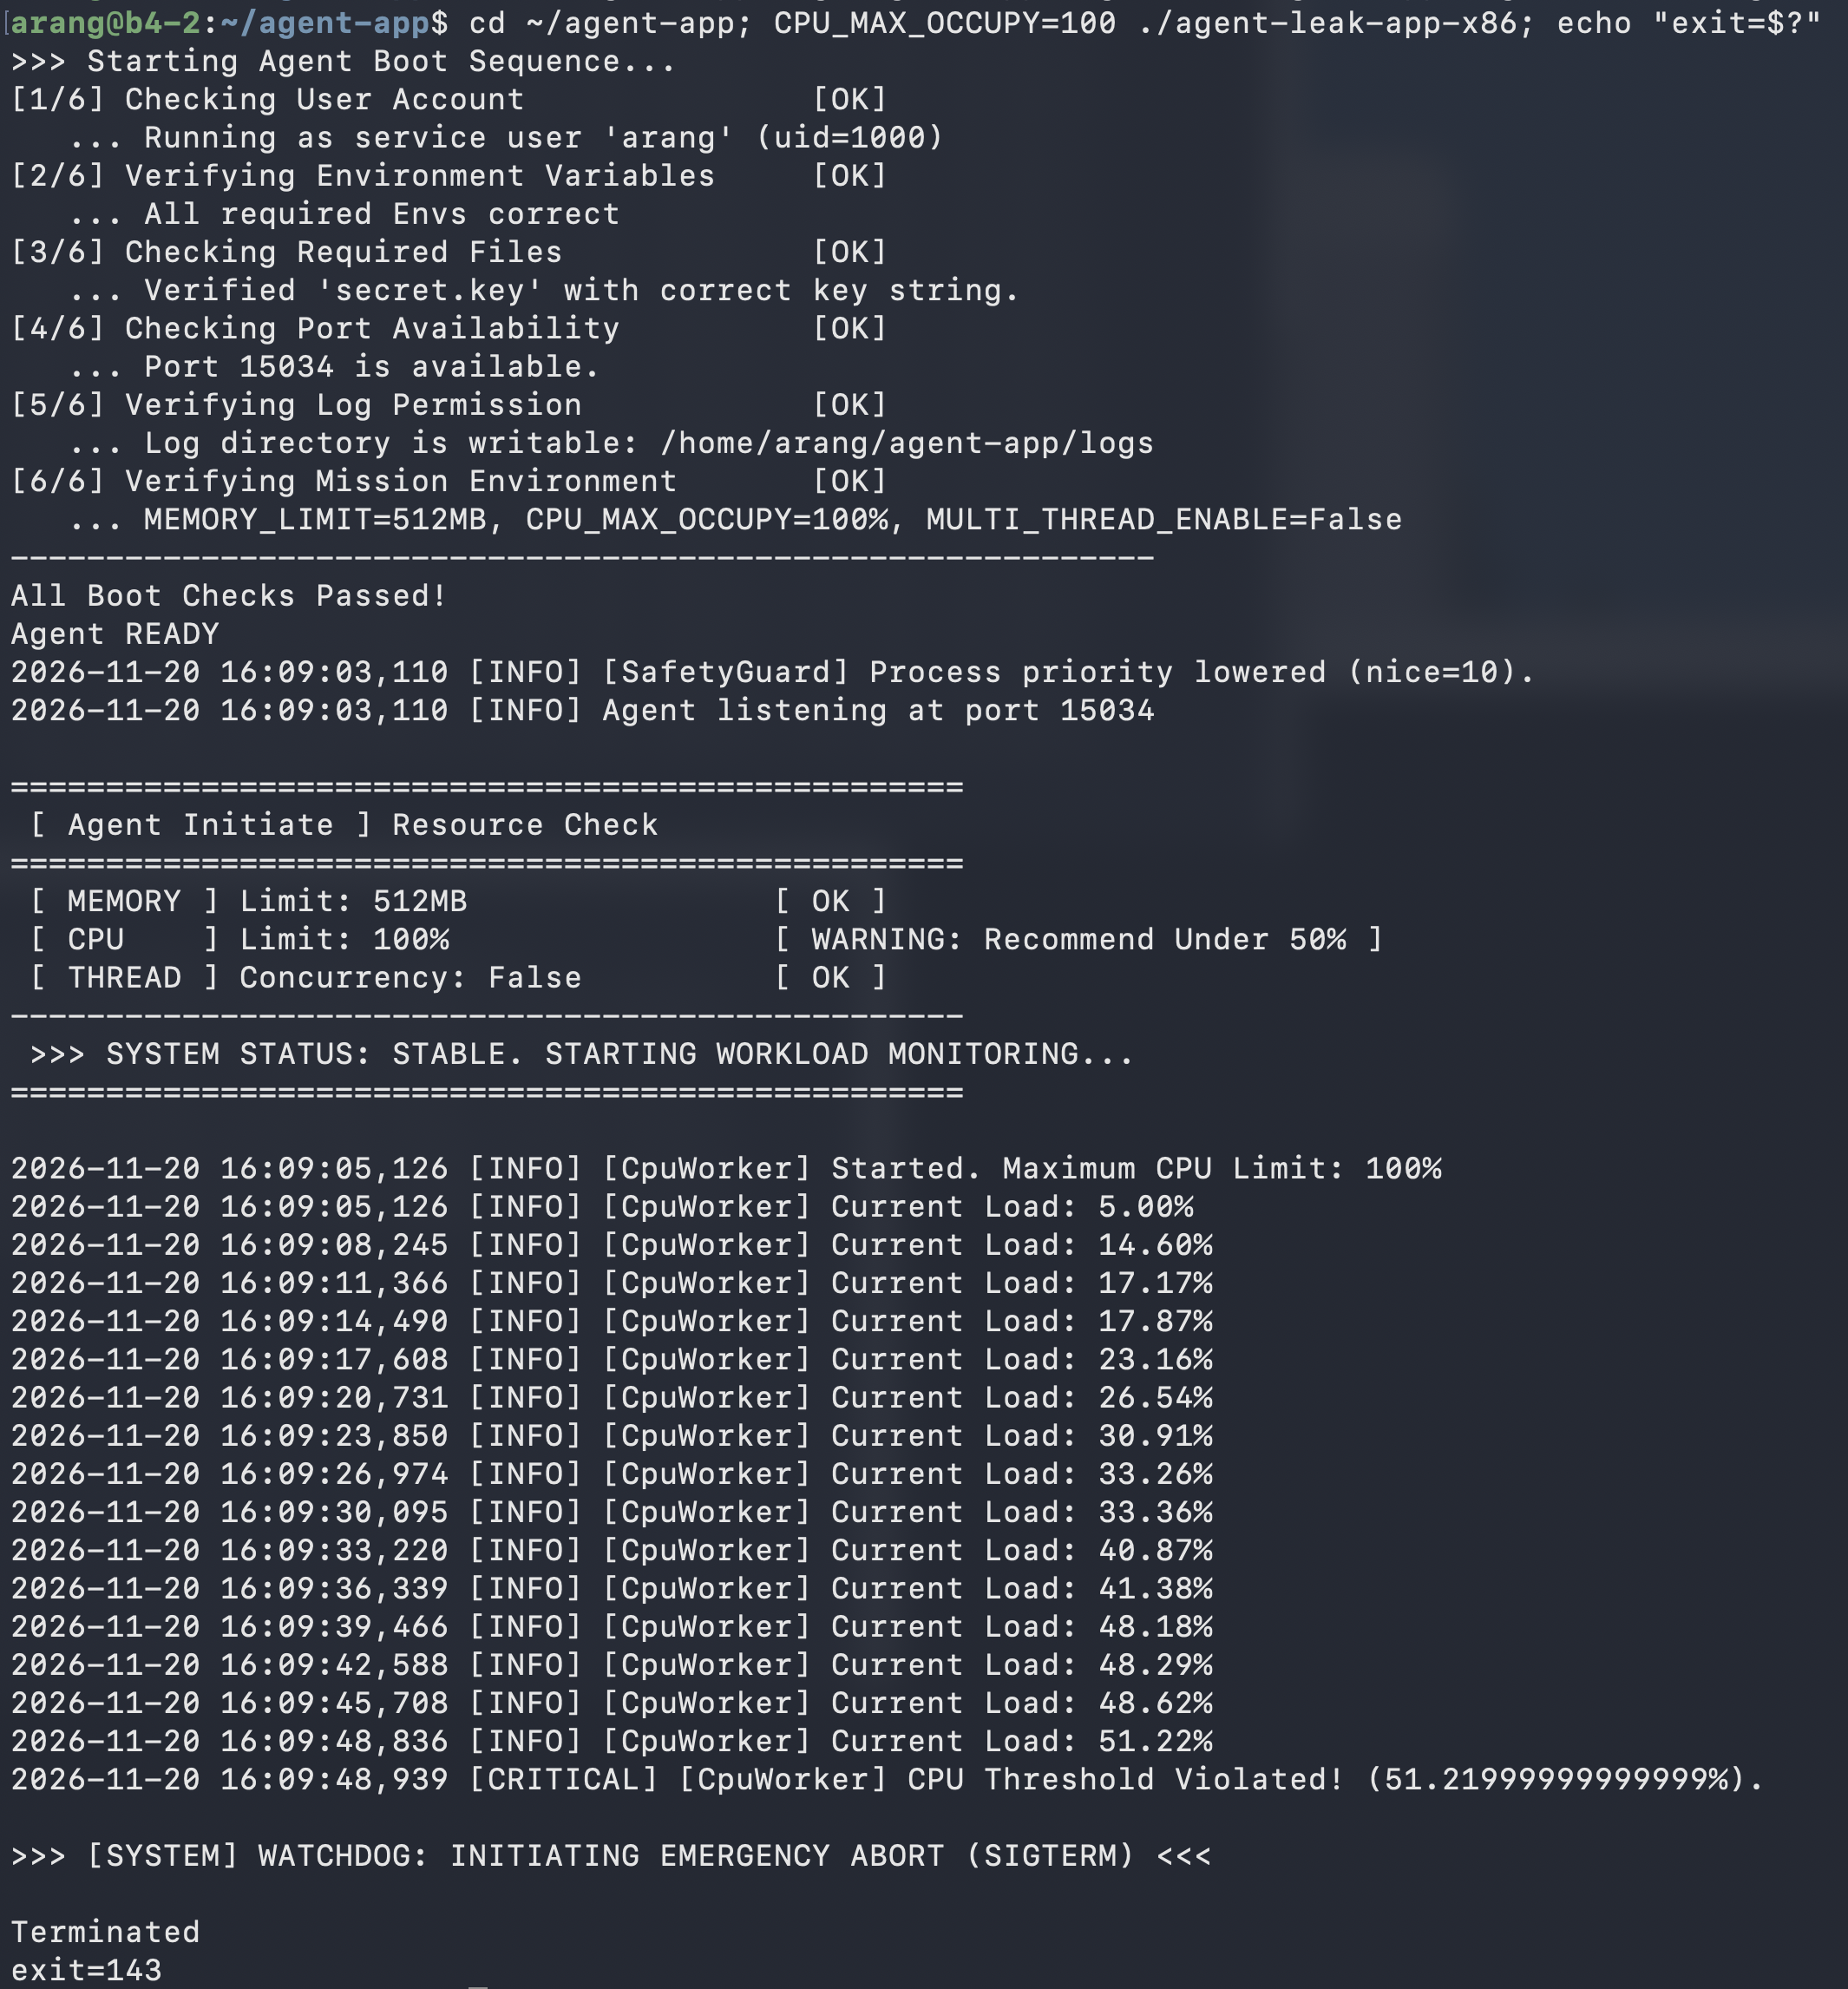 [arang@b4-2:~/agent-app$ cd ~/agent-app; CPU_MAX_OCCUPY=100 ./agent-leak-app-x86; echo "exit=$?"
>>> Starting Agent Boot Sequence...
[1/6] Checking User Account               [OK]
   ... Running as service user 'arang' (uid=1000)
[2/6] Verifying Environment Variables     [OK]
   ... All required Envs correct
[3/6] Checking Required Files             [OK]
   ... Verified 'secret.key' with correct key string.
[4/6] Checking Port Availability          [OK]
   ... Port 15034 is available.
[5/6] Verifying Log Permission            [OK]
   ... Log directory is writable: /home/arang/agent-app/logs
[6/6] Verifying Mission Environment       [OK]
   ... MEMORY_LIMIT=512MB, CPU_MAX_OCCUPY=100%, MULTI_THREAD_ENABLE=False
------------------------------------------------------------
All Boot Checks Passed!
Agent READY
2026-11-20 16:09:03,110 [INFO] [SafetyGuard] Process priority lowered (nice=10).
2026-11-20 16:09:03,110 [INFO] Agent listening at port 15034

==================================================
 [ Agent Initiate ] Resource Check
==================================================
 [ MEMORY ] Limit: 512MB                [ OK ]
 [ CPU    ] Limit: 100%                 [ WARNING: Recommend Under 50% ]
 [ THREAD ] Concurrency: False          [ OK ]
--------------------------------------------------
 >>> SYSTEM STATUS: STABLE. STARTING WORKLOAD MONITORING...
==================================================

2026-11-20 16:09:05,126 [INFO] [CpuWorker] Started. Maximum CPU Limit: 100%
2026-11-20 16:09:05,126 [INFO] [CpuWorker] Current Load: 5.00%
2026-11-20 16:09:08,245 [INFO] [CpuWorker] Current Load: 14.60%
2026-11-20 16:09:11,366 [INFO] [CpuWorker] Current Load: 17.17%
2026-11-20 16:09:14,490 [INFO] [CpuWorker] Current Load: 17.87%
2026-11-20 16:09:17,608 [INFO] [CpuWorker] Current Load: 23.16%
2026-11-20 16:09:20,731 [INFO] [CpuWorker] Current Load: 26.54%
2026-11-20 16:09:23,850 [INFO] [CpuWorker] Current Load: 30.91%
2026-11-20 16:09:26,974 [INFO] [CpuWorker] Current Load: 33.26%
2026-11-20 16:09:30,095 [INFO] [CpuWorker] Current Load: 33.36%
2026-11-20 16:09:33,220 [INFO] [CpuWorker] Current Load: 40.87%
2026-11-20 16:09:36,339 [INFO] [CpuWorker] Current Load: 41.38%
2026-11-20 16:09:39,466 [INFO] [CpuWorker] Current Load: 48.18%
2026-11-20 16:09:42,588 [INFO] [CpuWorker] Current Load: 48.29%
2026-11-20 16:09:45,708 [INFO] [CpuWorker] Current Load: 48.62%
2026-11-20 16:09:48,836 [INFO] [CpuWorker] Current Load: 51.22%
2026-11-20 16:09:48,939 [CRITICAL] [CpuWorker] CPU Threshold Violated! (51.21999999999999%).

>>> [SYSTEM] WATCHDOG: INITIATING EMERGENCY ABORT (SIGTERM) <<<

Terminated
exit=143